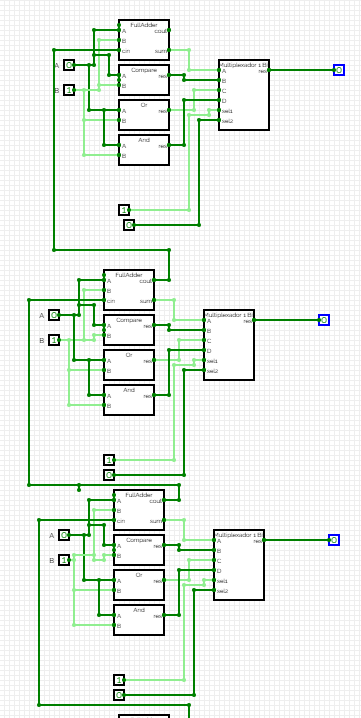 FullAdder
A cout
B
cin sum
A 0
Compare
A res
B
B 1
Or
A res
B
And
A res
B
Multiplexador 1 Bi
A res
B
C
D
sel1
sel2
0
1
0
FullAdder
A cout
B
cin sum
A 0
Compare
A res
B
B 1
Or
A res
B
And
A res
B
Multiplexador 1 Bi
A res
B
C
D
sel1
sel2
0
1
0
FullAdder
A cout
B
cin sum
A 0
Compare
A res
B
B 1
Or
A res
B
And
A res
B
Multiplexador 1 Bi
A res
B
C
D
sel1
sel2
0
1
0